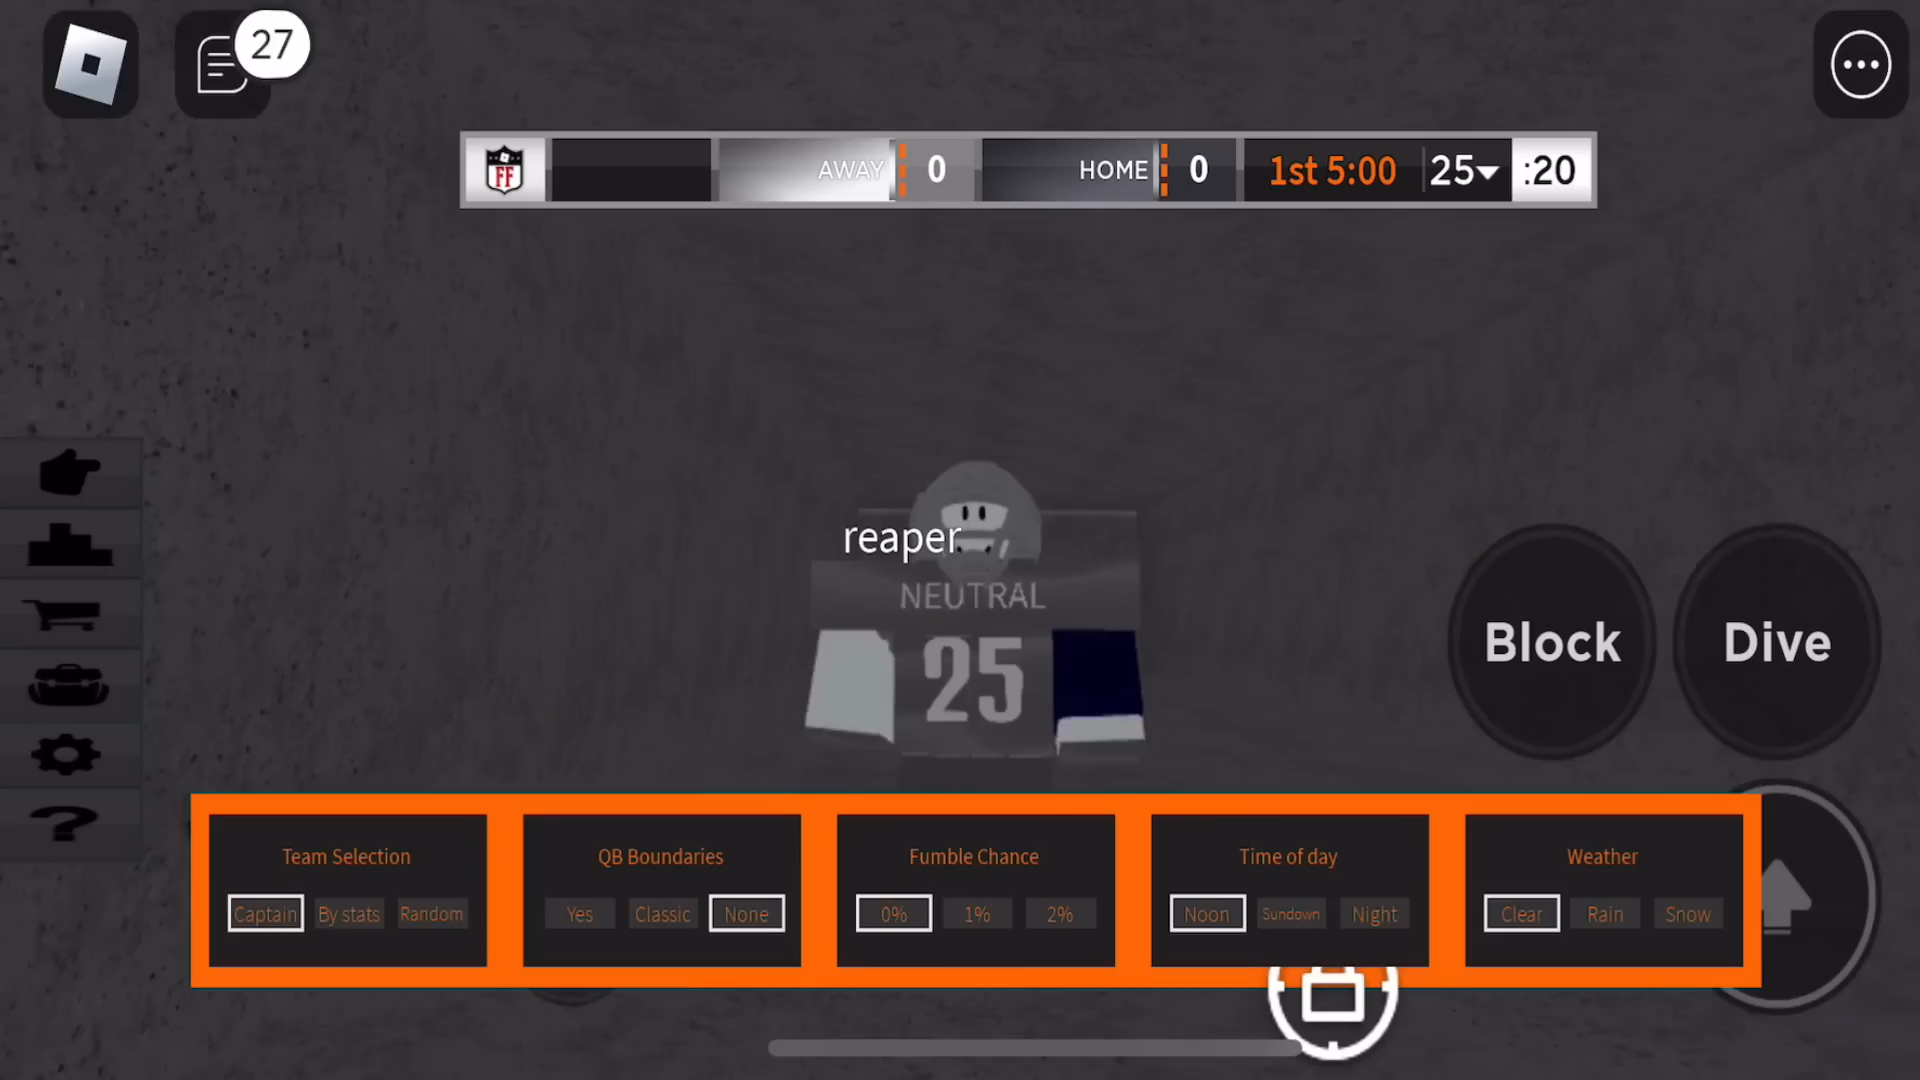 27
FF AWAY 0 HOME 0 1st 5:00 25 :20
reaper
NEUTRAL
25
Block Dive
Team Selection QB Boundaries Fumble Chance Time of day Weather
Captain By stats Random Yes Classic None 0% 1% 2% Noon Sundown Night Clear Rain Snow